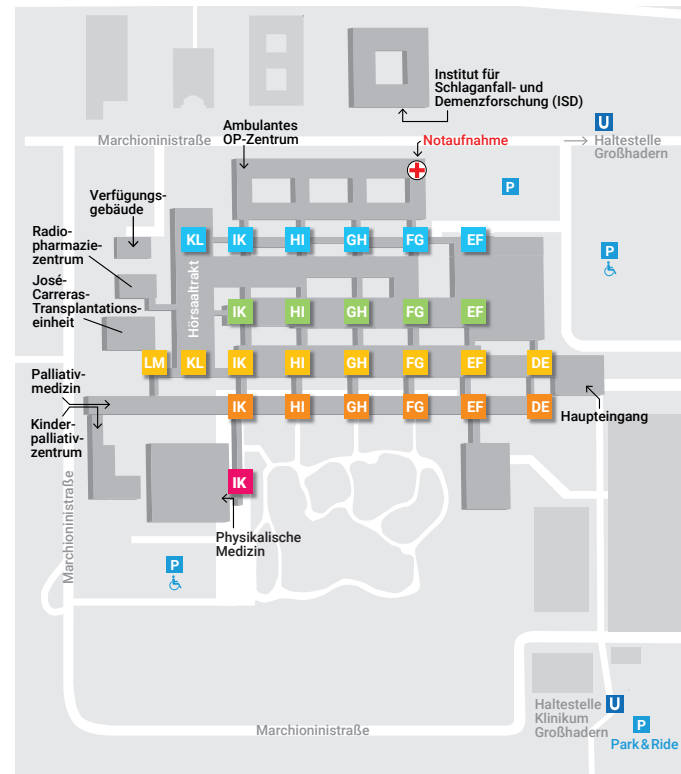 Institut für
Schlaganfall- und
Demenzforschung (ISD)
Ambulantes
OP-Zentrum
Marchioninistraße
Notaufnahme
U
Haltestelle
Großhadern
P
Verfügungs-
gebäude
Radio-
pharmazie-
zentrum
José-
Carreras-
Transplantations-
einheit
Hörsaaltrakt
KL IK HI GH FG EF
P
IK HI GH FG EF
LM KL IK HI GH FG EF DE
Palliativ-
medizin
Kinder-
palliativ-
zentrum
IK HI GH FG EF DE
Haupteingang
IK
Physikalische
Medizin
Marchioninistraße
P
Haltestelle
Klinikum
Großhadern
U
P
Park & Ride
Marchioninistraße